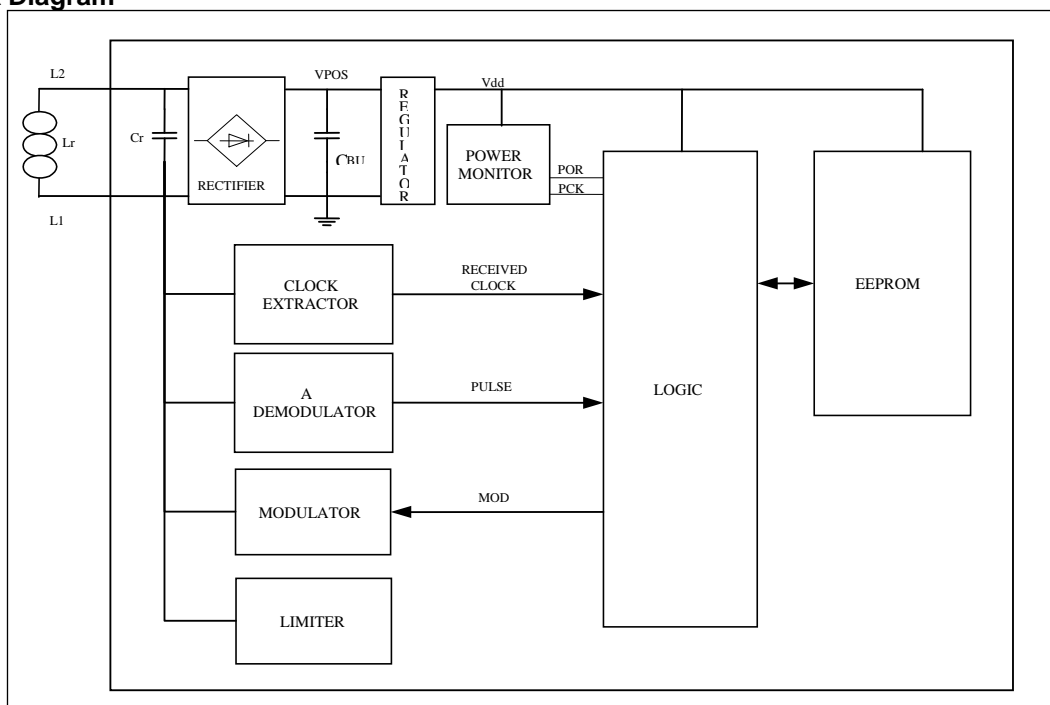 Diagram
L2
VPOS
Vdd
REGULATOR
Lr
Cr
CBU
RECTIFIER
POWER
MONITOR
POR
PCK
L1
CLOCK
EXTRACTOR
RECEIVED
CLOCK
EEPROM
LOGIC
A
DEMODULATOR
PULSE
MODULATOR
MOD
LIMITER